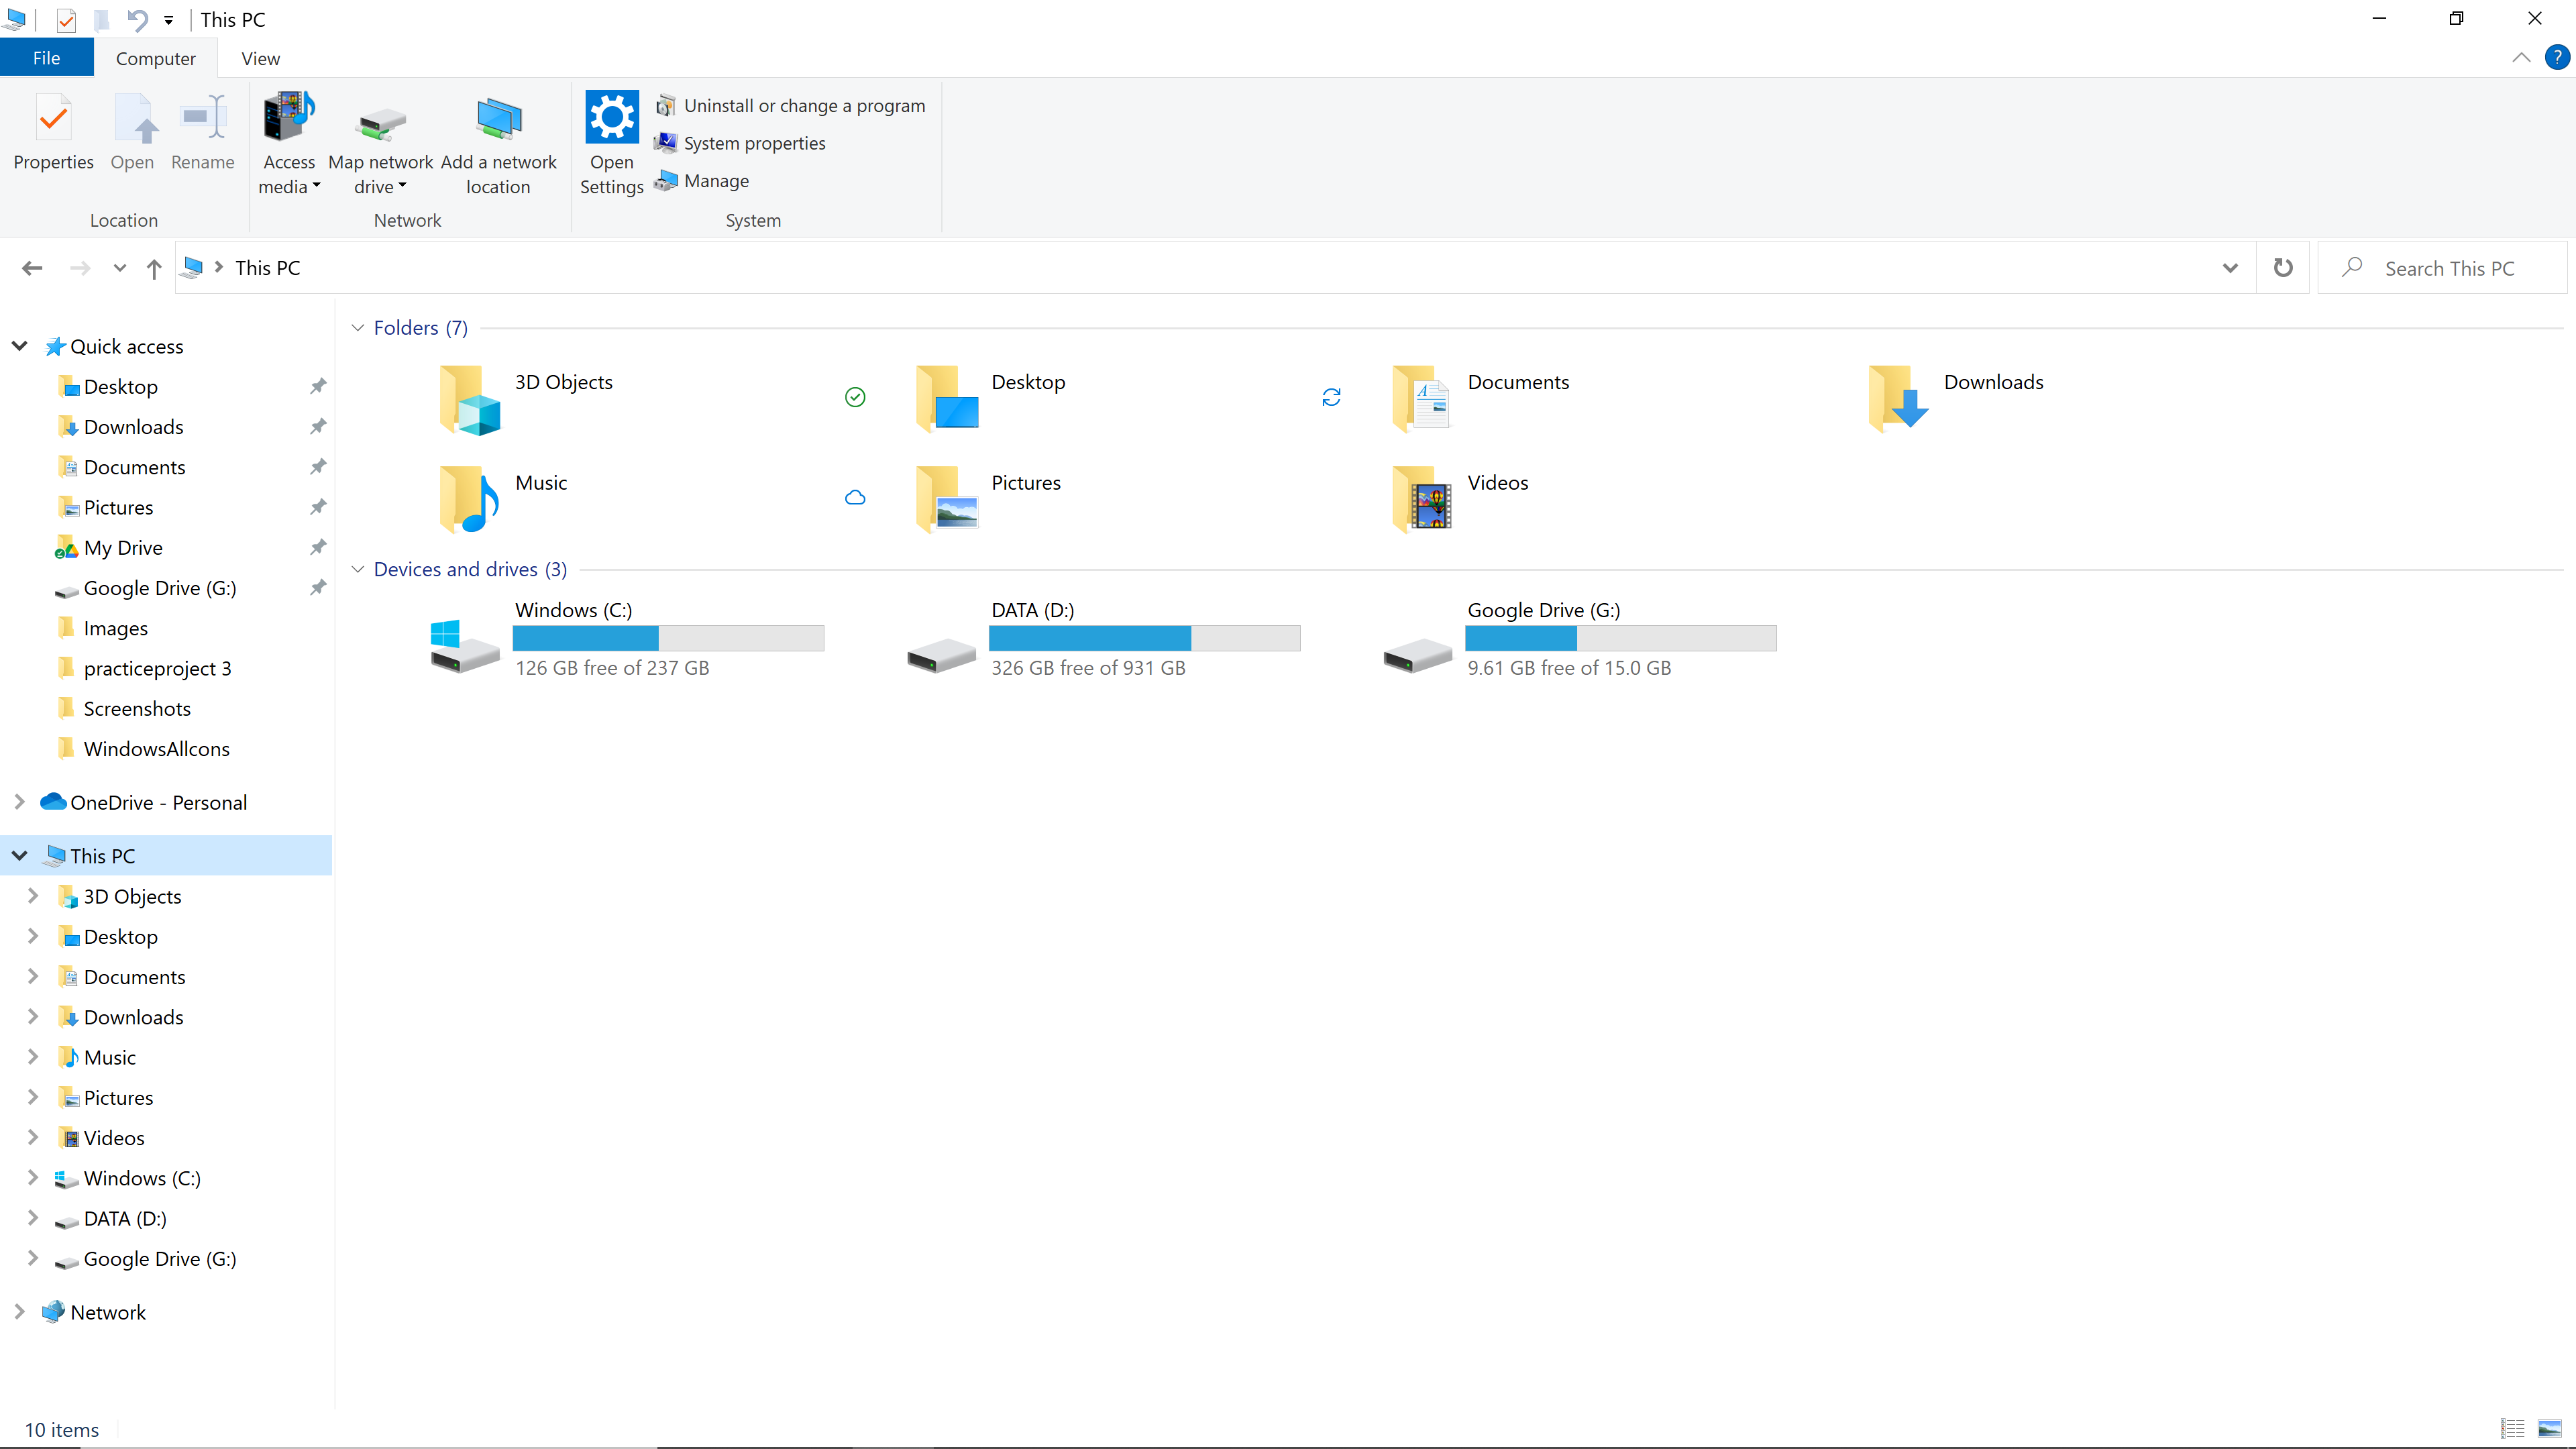 This PC
File
Computer
View
?
Properties
Open
Rename
Access
media
Map network
drive
Add a network
location
Open
Settings
Uninstall or change a program
System properties
Manage
Location
Network
System
This PC
Search This PC
Quick access
Desktop
Downloads
Documents
Pictures
My Drive
Google Drive (G:)
Images
practiceproject 3
Screenshots
WindowsAllcons
OneDrive - Personal
This PC
3D Objects
Desktop
Documents
Downloads
Music
Pictures
Videos
Windows (C:)
DATA (D:)
Google Drive (G:)
Network
Folders (7)
3D Objects
Desktop
Documents
Downloads
Music
Pictures
Videos
Devices and drives (3)
Windows (C:)
126 GB free of 237 GB
DATA (D:)
326 GB free of 931 GB
Google Drive (G:)
9.61 GB free of 15.0 GB
10 items